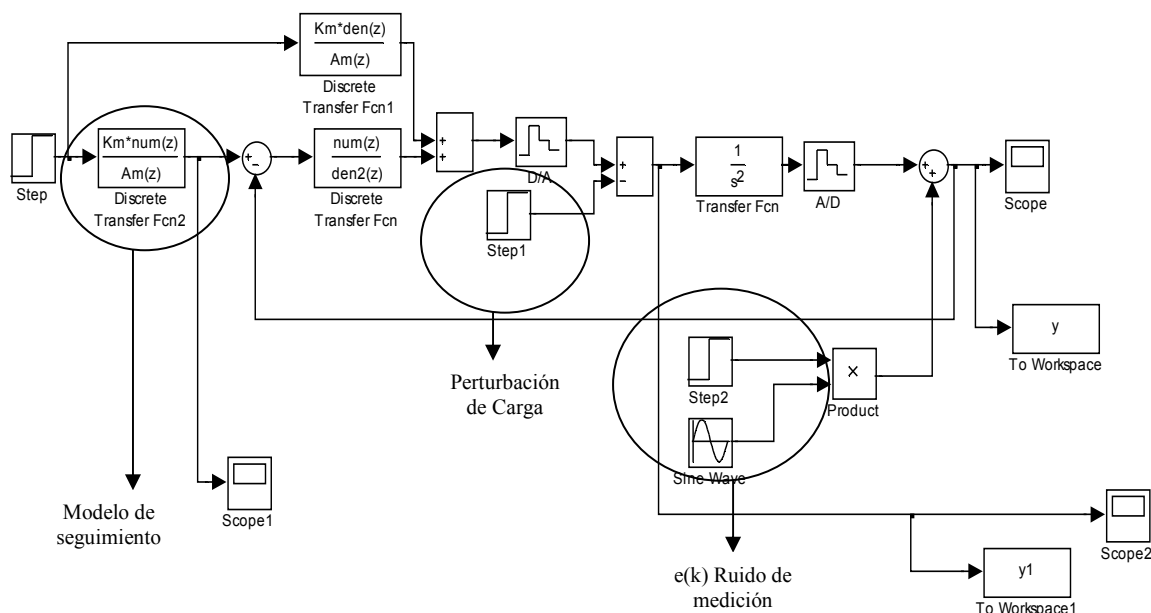 Km*den(z)
Am(z)
Discrete
Transfer Fcn1
Step
Km*num(z)
Am(z)
Discrete
Transfer Fcn2
+
−
num(z)
den2(z)
Discrete
Transfer Fcn
+
+
D/A
Step1
+
−
1
s2
Transfer Fcn
A/D
+
+
Scope
y
To Workspace
Perturbación
de Carga
Step2
×
Product
Sine Wave
Scope1
Modelo de
seguimiento
e(k) Ruido de
medición
Scope2
y1
To Workspace1